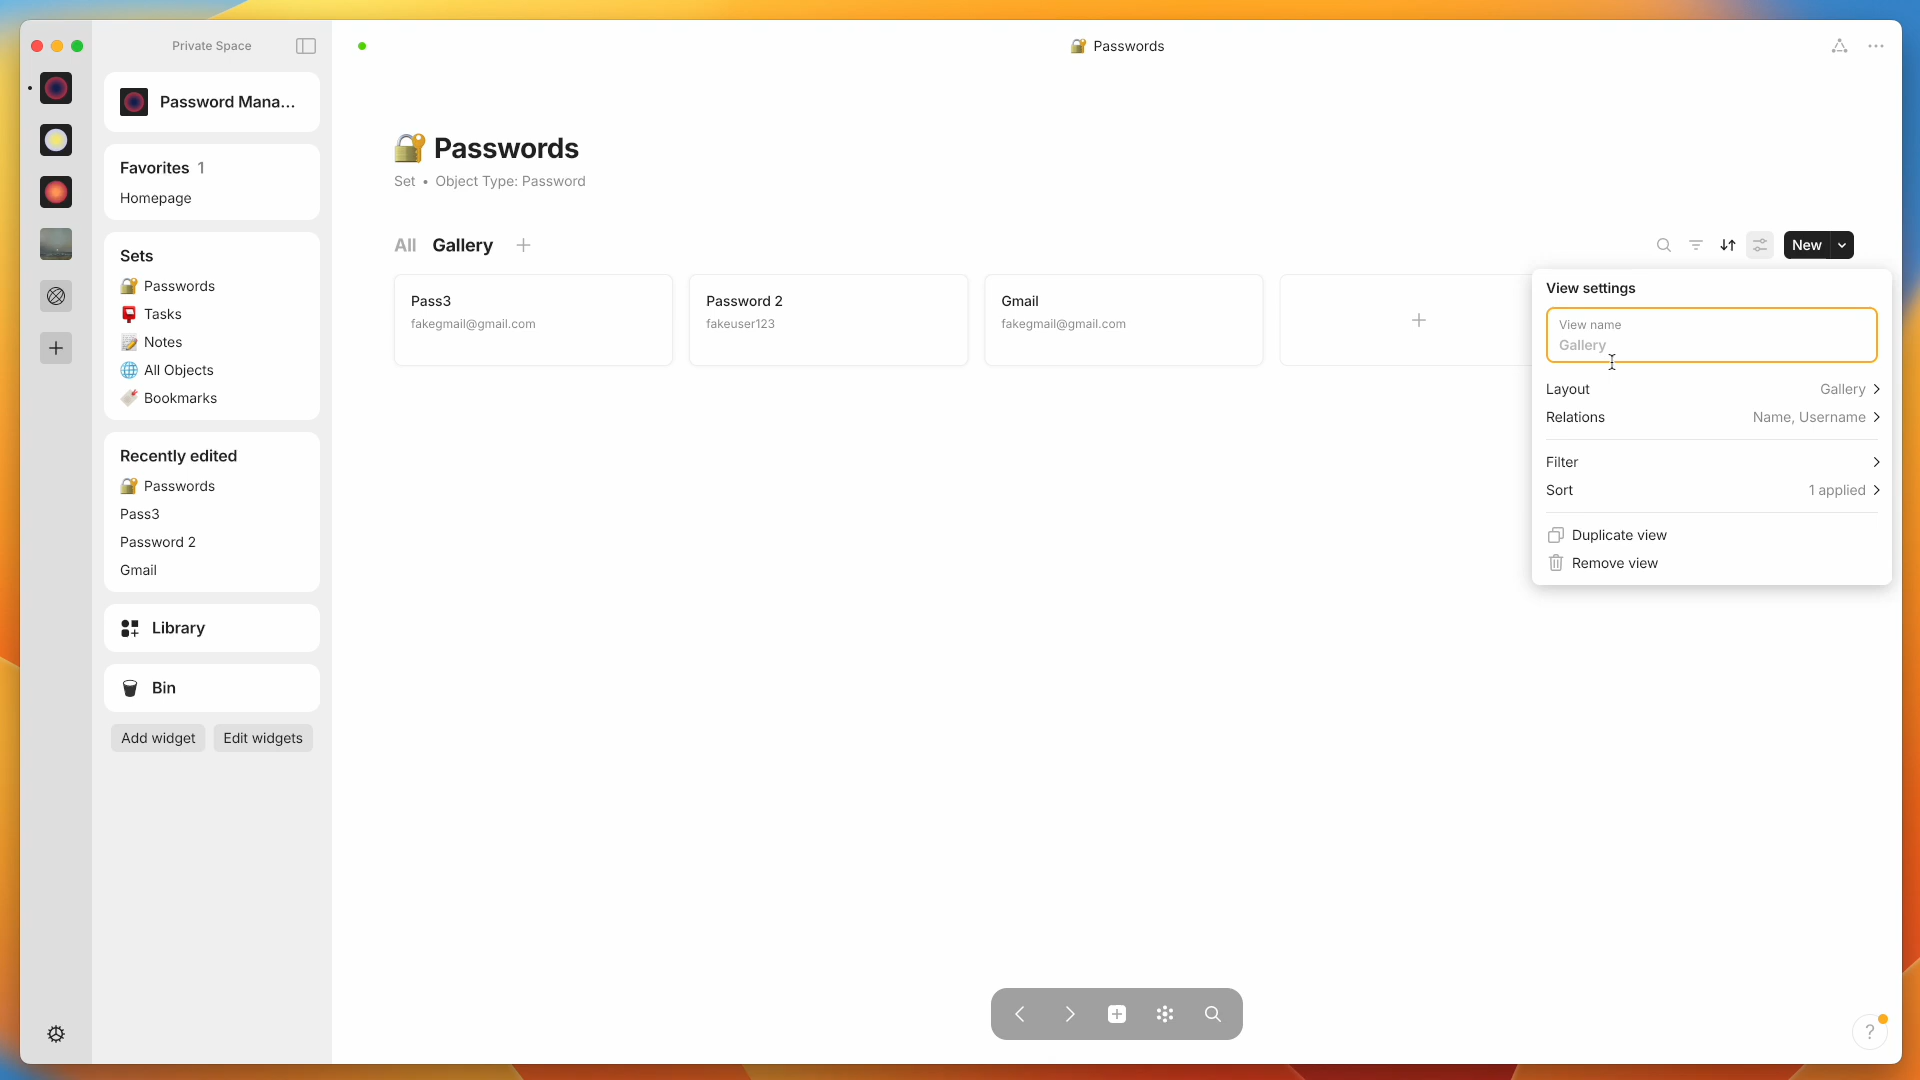 Private Space
Passwords
Password Mana...
Favorites 1
Homepage
Sets
Passwords
Tasks
Notes
All Objects
Bookmarks
Recently edited
Passwords
Pass3
Password 2
Gmail
Library
Bin
Add widget Edit widgets
Passwords
Set • Object Type: Password
All Gallery
New
Pass3
fakegmail@gmail.com
Password 2
fakeuser123
Gmail
fakegmail@gmail.com
View settings
View name
Gallery
Layout Gallery
Relations Name, Username
Filter
Sort 1 applied
Duplicate view
Remove view
?